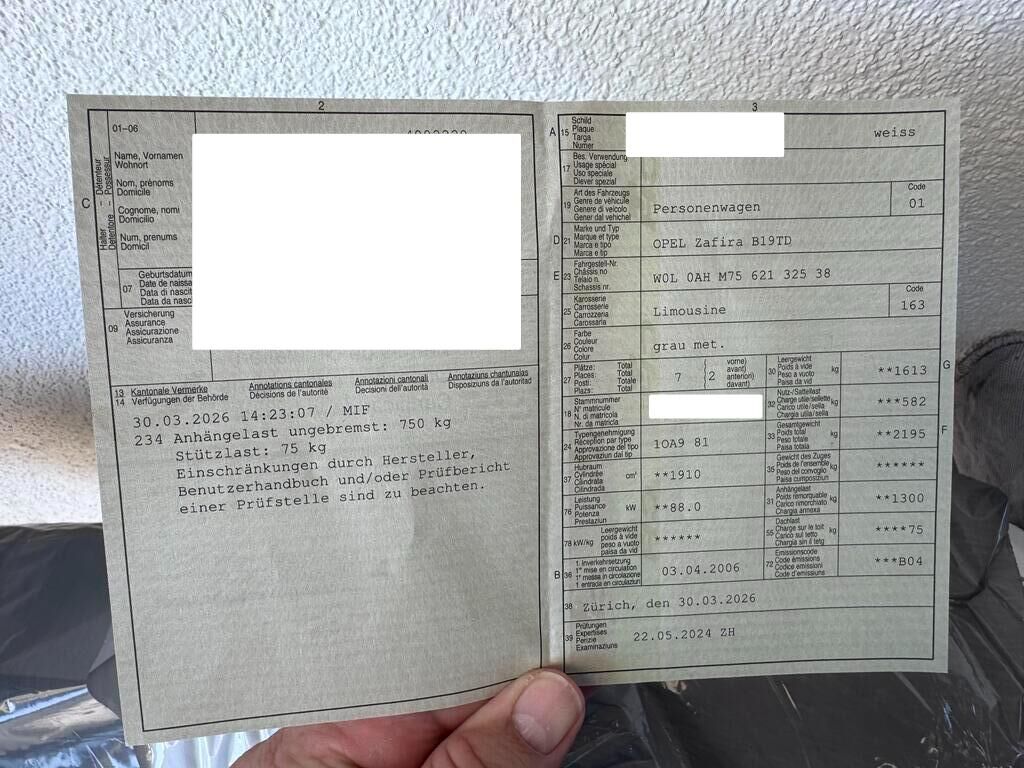 2
01–06
Name, Vornamen
Wohnort
Nom, prénoms
Domicile
Cognome, nomi
Domicilio
Num, prenums
Domicil
C
Halter – Détenteur
Detentore – Possessur
07
Geburtsdatum
Date de naissa
Data di nascit
Data da nasc
09
Versicherung
Assurance
Assicurazione
Assicuranza
13
14
Kantonale Vermerke
Verfügungen der Behörde
Annotations cantonales
Décisions de l'autorité
Annotazioni cantonali
Decisioni dell'autorità
Annotaziuns chantunalas
Disposiziuns da l'autoritad
30.03.2026 14:23:07 / MIF
234 Anhängelast ungebremst: 750 kg
Stützlast: 75 kg
Einschränkungen durch Hersteller,
Benutzerhandbuch und/oder Prüfbericht
einer Prüfstelle sind zu beachten.
3
A
15
Schild
Plaque
Targa
Numer
weiss
17
Bes. Verwendung
Usage spécial
Uso speciale
Diever spezial
19
Art des Fahrzeugs
Genre de véhicule
Genere di veicolo
Gener dal vehichel
Personenwagen
Code
01
D
21
Marke und Typ
Marque et type
Marca e tipo
Marca e tip
OPEL Zafira B19TD
E
23
Fahrgestell-Nr.
Châssis no
Telaio n.
Schassis nr.
W0L 0AH M75 621 325 38
25
Karosserie
Carrosserie
Carrozzeria
Carossaria
Limousine
Code
163
26
Farbe
Couleur
Colore
Colur
grau met.
27
Plätze: Total
Places: Total
Posti: Totale
Plazs: Total
7
2
vorne)
avant)
anteriori)
davant)
30
Leergewicht
Poids à vide
Peso a vuoto
Paisa da vid
kg
**1613
G
18
Stammnummer
N° matricule
N. di matricola
Nr. da matricla
32
Nutz-/Sattellast
Charge utile/sellette
Carico utile/sella
Chargia utila/sella
kg
***582
24
Typengenehmigung
Réception par type
Approvazione del tipo
Approvaziun dal tip
1OA9 81
33
Gesamtgewicht
Poids total
Peso totale
Paisa totala
kg
**2195
F
37
Hubraum
Cylindrée
Cilindrata
Cilindrada
cm³
**1910
35
Gewicht des Zuges
Poids de l'ensemble
Peso del convoglio
Paisa cumposiziun
kg
******
76
Leistung
Puissance
Potenza
Prestaziun
kW
**88.0
31
Anhängelast
Poids remorquable
Carico rimorchiato
Chargia annexa
kg
**1300
78
kW/kg
Leergewicht
poids à vide
peso a vuoto
paisa da vid
******
55
Dachlast
Charge sur le toit
Carico sul tetto
Chargia sin il tetg
kg
****75
B
36
1. Inverkehrsetzung
1re mise en circulation
1a messa in circolazione
1. entrada en circulaziun
03.04.2006
72
Emissionscode
Code émissions
Codice emissioni
Code d'emissiuns
***B04
38
Zürich, den 30.03.2026
39
Prüfungen
Expertises
Perizie
Examinaziuns
22.05.2024 ZH